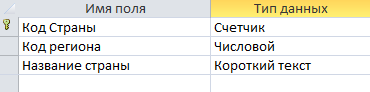 Имя поля Тип данных
Код Страны Счетчик
Код региона Числовой
Название страны Короткий текст